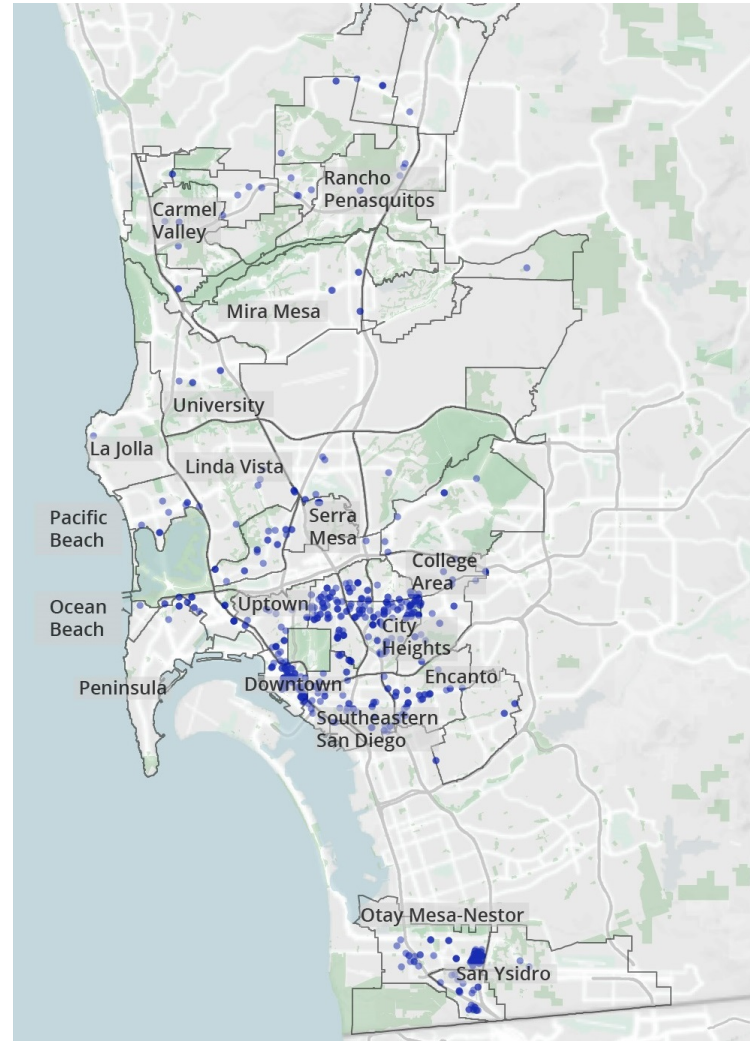 Rancho
Penasquitos
Carmel
Valley
Mira Mesa
University
La Jolla
Linda Vista
Pacific
Beach
Serra
Mesa
College
Area
Ocean
Beach
Uptown
City
Heights
Peninsula
Downtown
Encanto
Southeastern
San Diego
Otay Mesa-Nestor
San Ysidro